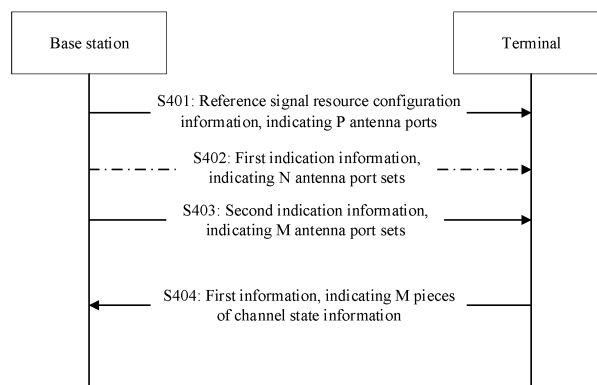 Base station
Terminal
S401: Reference signal resource configuration
information, indicating P antenna ports
S402: First indication information,
indicating N antenna port sets
S403: Second indication information,
indicating M antenna port sets
S404: First information, indicating M pieces
of channel state information